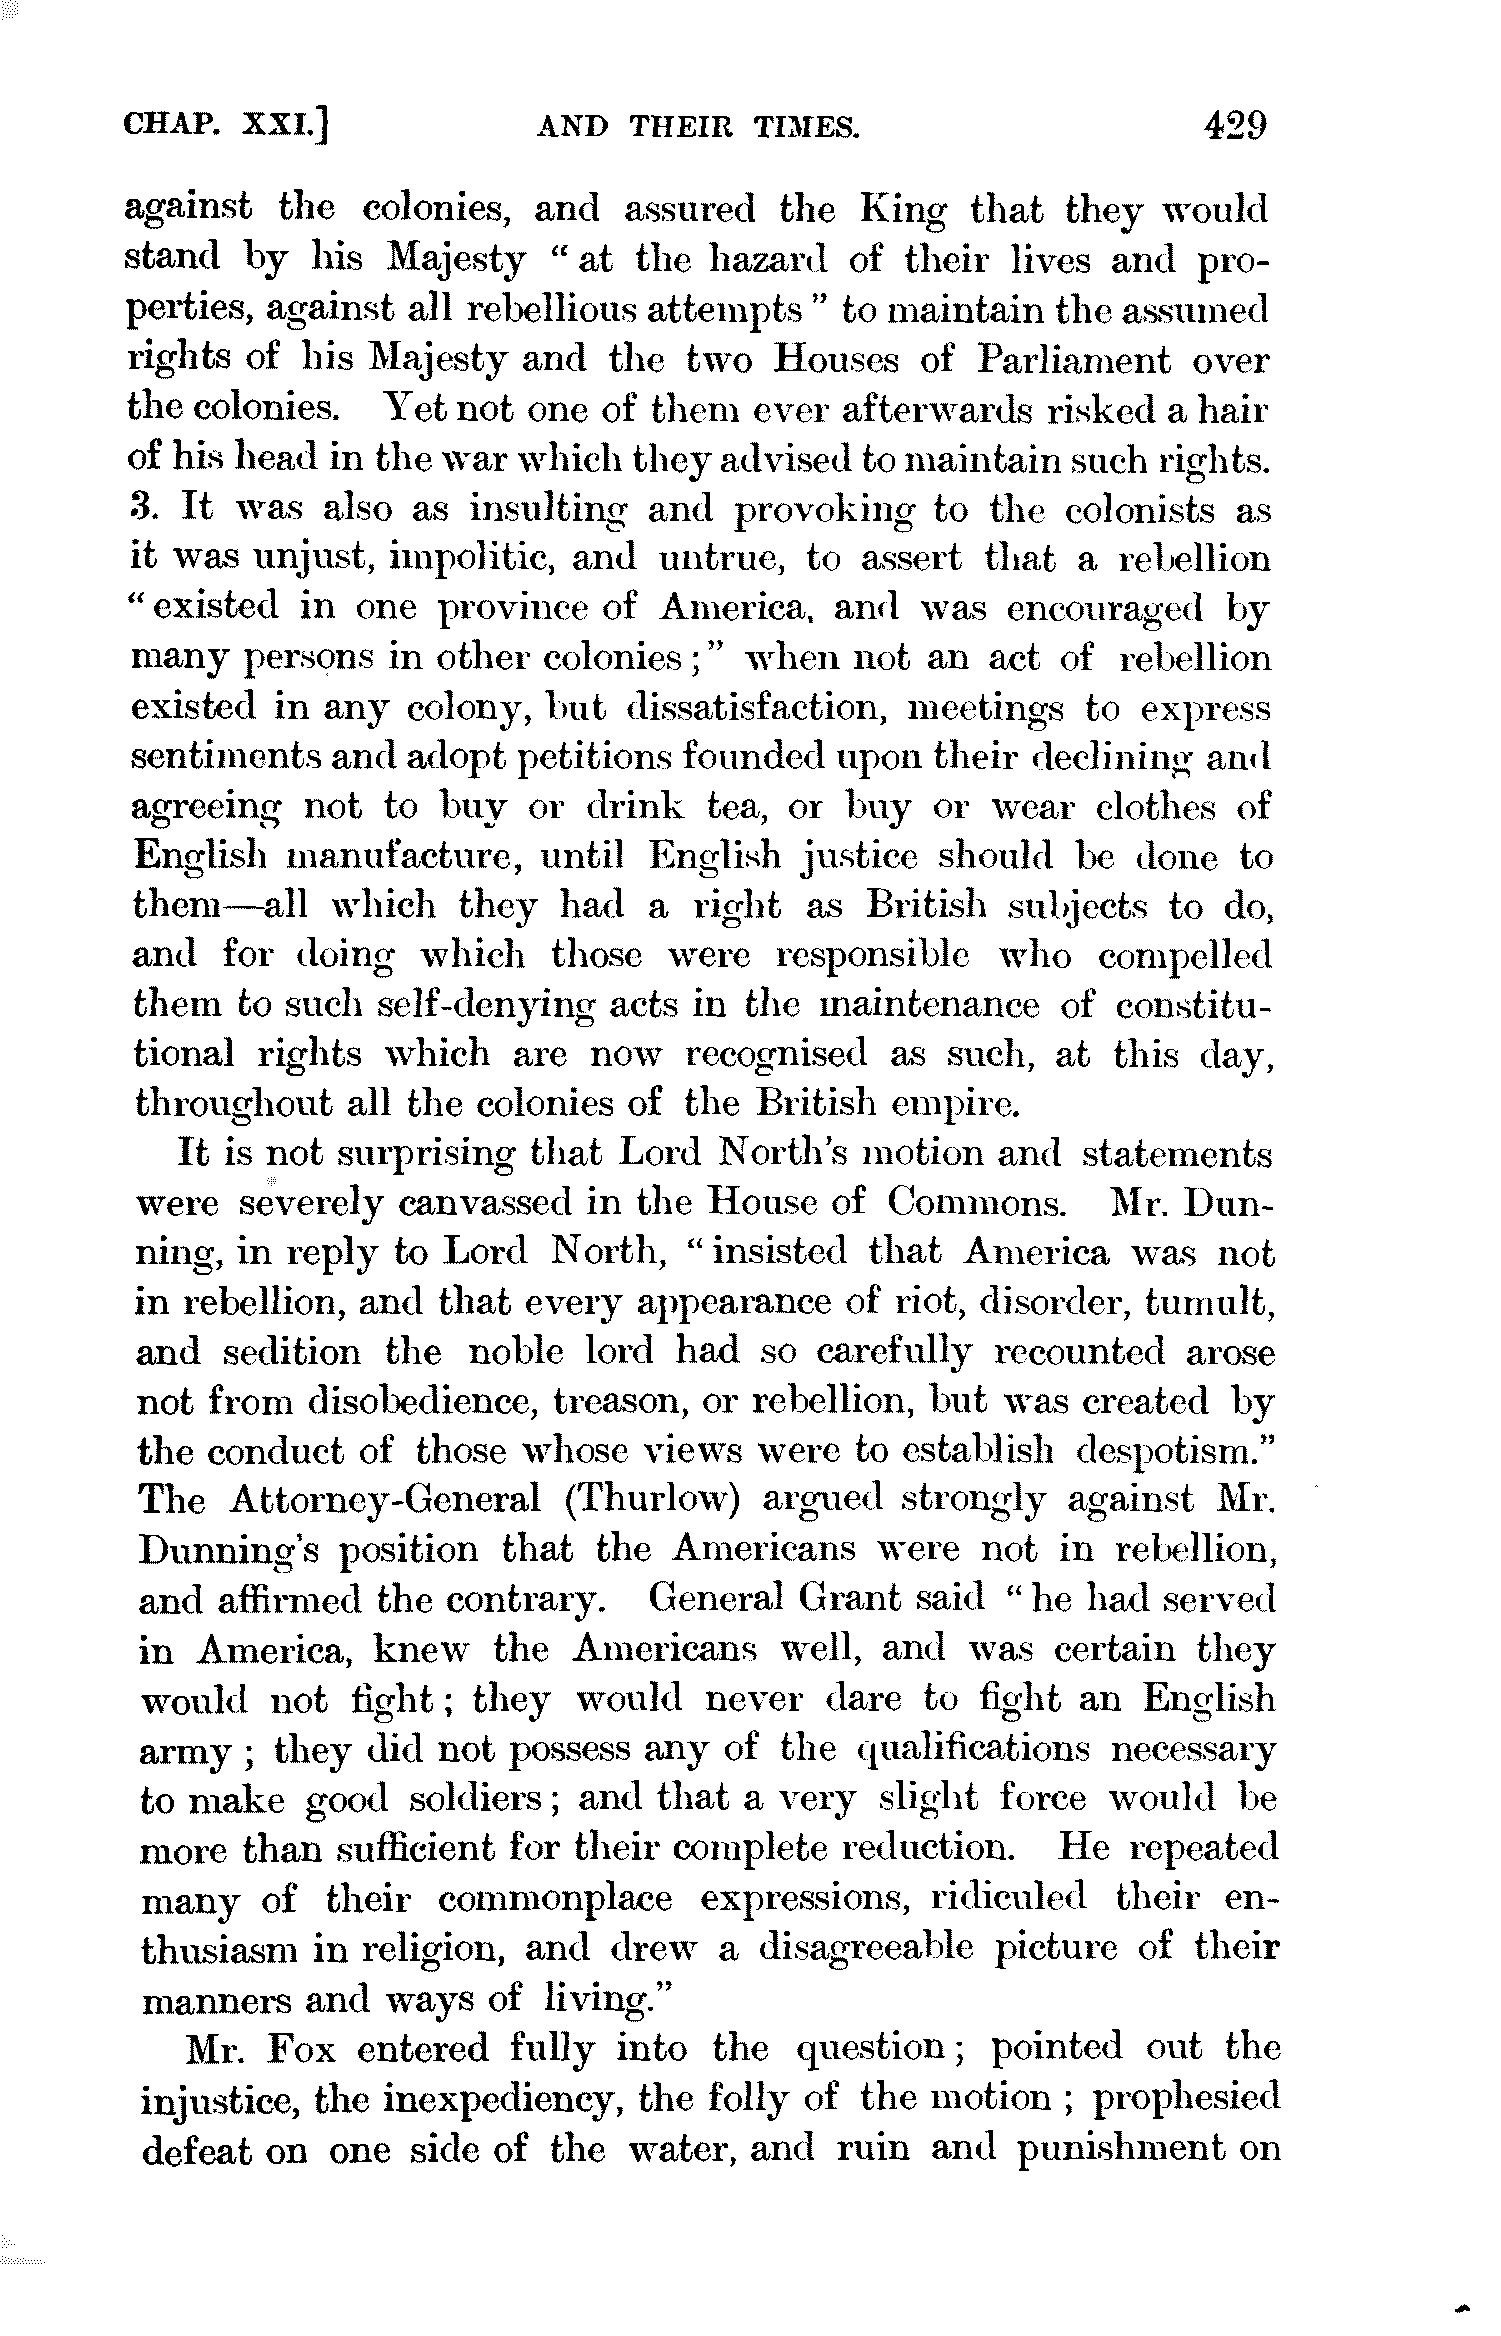 CHAP. XXI.] AND THEIR TIMES. 429
against the colonies, and assured the King that they would
stand by his Majesty “ at the hazard of their lives and pro-
perties, against all rebellious attempts ” to maintain the assumed
rights of his Majesty and the two Houses of Parliament over
the colonies. Yet not one of them ever afterwards risked a hair
of his head in the war which they advised to maintain such rights.
3. It was also as insulting and provoking to the colonists as
it was unjust, impolitic, and untrue, to assert that a rebellion
“ existed in one province of America, and was encouraged by
many persons in other colonies ;” when not an act of rebellion
existed in any colony, but dissatisfaction, meetings to express
sentiments and adopt petitions founded upon their declining and
agreeing not to buy or drink tea, or buy or wear clothes of
English manufacture, until English justice should be done to
them—all which they had a right as British subjects to do,
and for doing which those were responsible who compelled
them to such self-denying acts in the maintenance of constitu-
tional rights which are now recognised as such, at this day,
throughout all the colonies of the British empire.
It is not surprising that Lord North's motion and statements
were severely canvassed in the House of Commons. Mr. Dun-
ning, in reply to Lord North, “ insisted that America was not
in rebellion, and that every appearance of riot, disorder, tumult,
and sedition the noble lord had so carefully recounted arose
not from disobedience, treason, or rebellion, but was created by
the conduct of those whose views were to establish despotism.”
The Attorney-General (Thurlow) argued strongly against Mr.
Dunning's position that the Americans were not in rebellion,
and affirmed the contrary. General Grant said “ he had served
in America, knew the Americans well, and was certain they
would not fight ; they would never dare to fight an English
army ; they did not possess any of the qualifications necessary
to make good soldiers ; and that a very slight force would be
more than sufficient for their complete reduction. He repeated
many of their commonplace expressions, ridiculed their en-
thusiasm in religion, and drew a disagreeable picture of their
manners and ways of living.”
Mr. Fox entered fully into the question ; pointed out the
injustice, the inexpediency, the folly of the motion ; prophesied
defeat on one side of the water, and ruin and punishment on